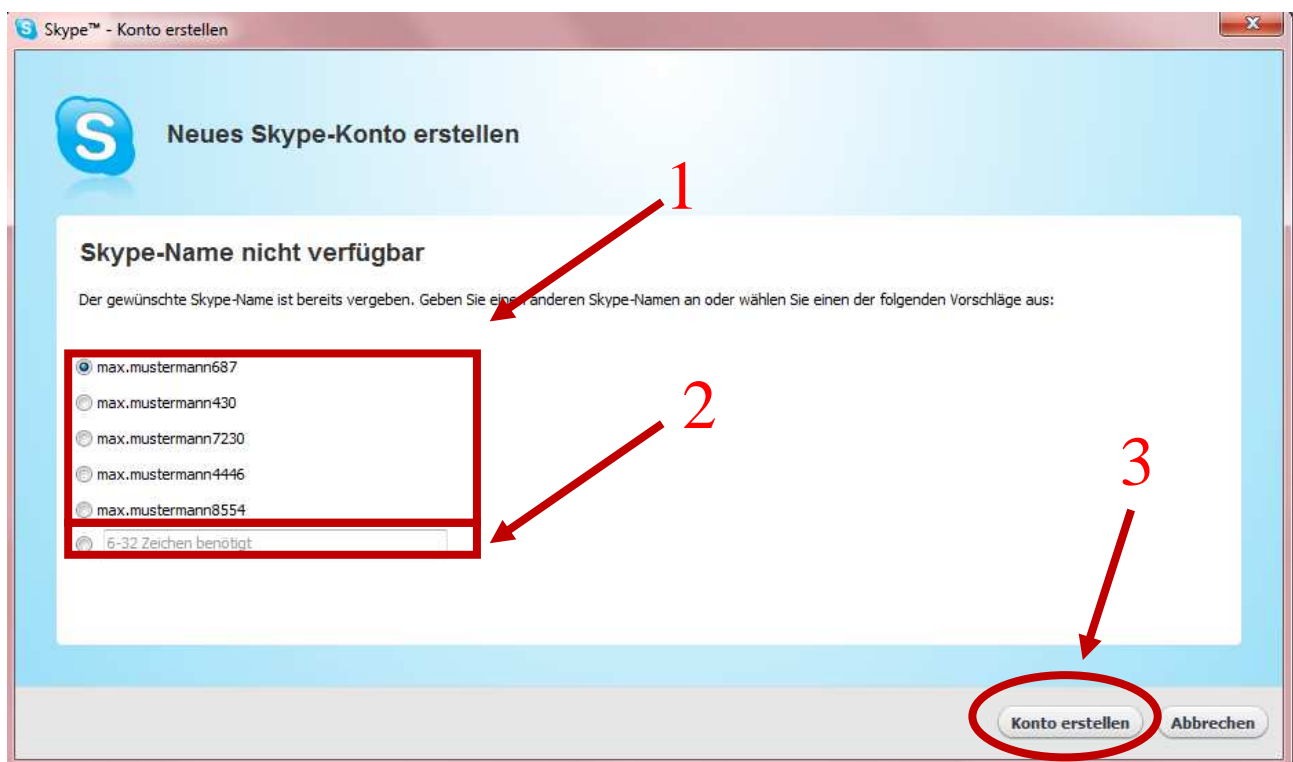 Skype™ - Konto erstellen
Neues Skype-Konto erstellen
1
Skype-Name nicht verfügbar
Der gewünschte Skype-Name ist bereits vergeben. Geben Sie einen anderen Skype-Namen an oder wählen Sie einen der folgenden Vorschläge aus:
max.mustermann687
max.mustermann430
2
max.mustermann7230
max.mustermann4446
3
max.mustermann8554
6-32 Zeichen benötigt
Konto erstellen Abbrechen